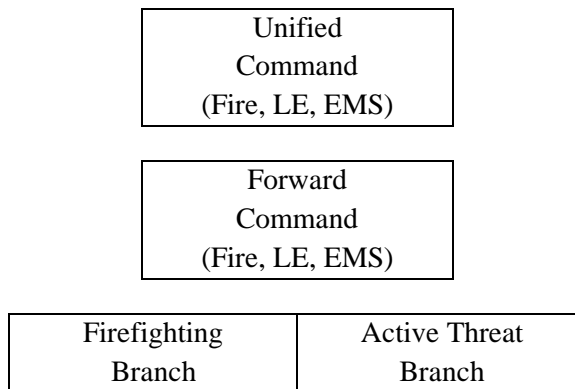 Unified
Command
(Fire, LE, EMS)
Forward
Command
(Fire, LE, EMS)
Firefighting
Branch
Active Threat
Branch